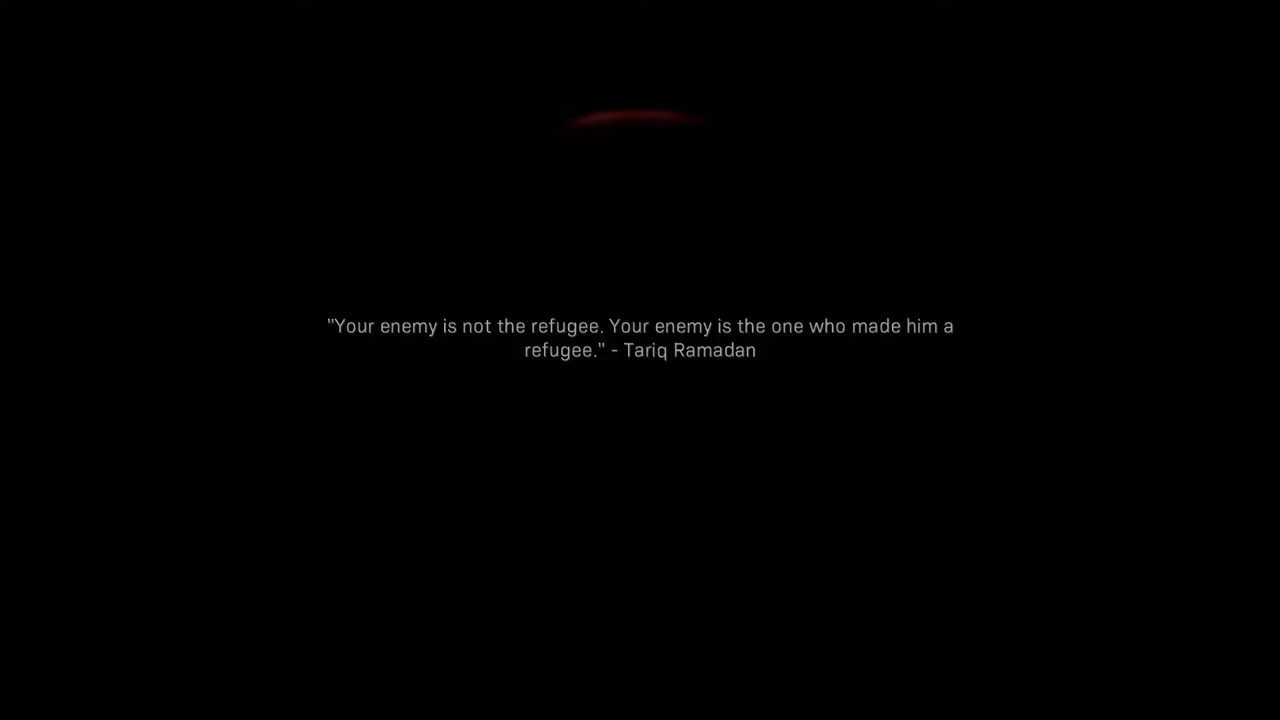 "Your enemy is not the refugee. Your enemy is the one who made him a
refugee." - Tariq Ramadan